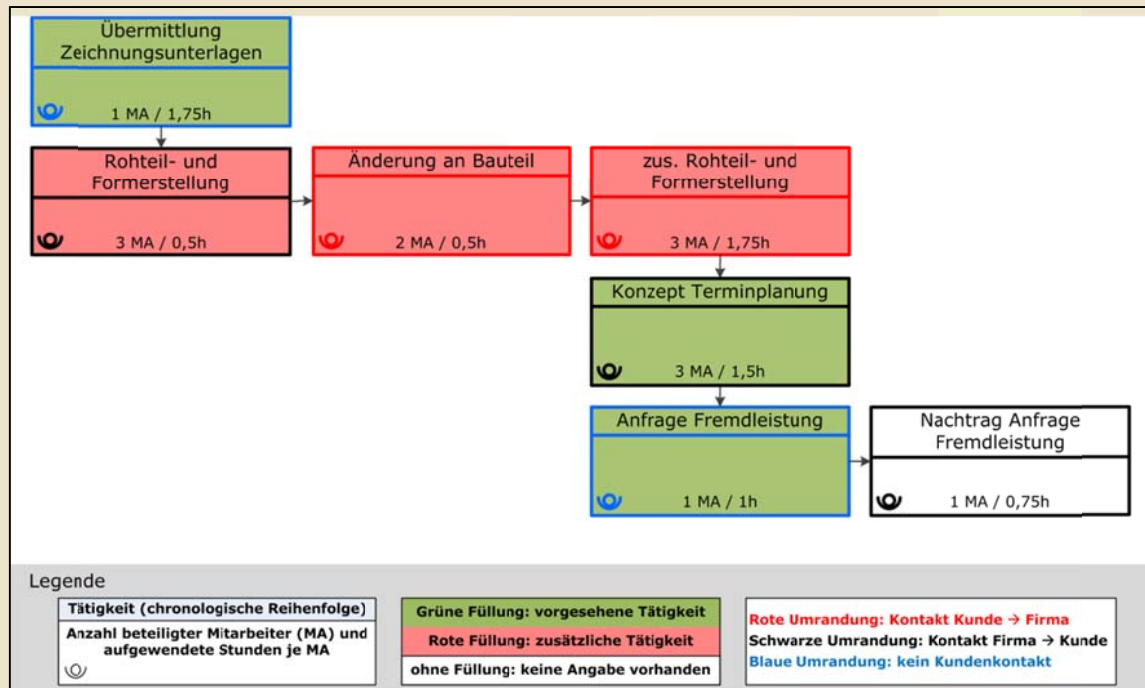 Übermittlung
Zeichnungsunterlagen
1 MA / 1,75h
Rohteil- und
Formerstellung
3 MA / 0,5h
Änderung an Bauteil
2 MA / 0,5h
zus. Rohteil- und
Formerstellung
3 MA / 1,75h
Konzept Terminplanung
3 MA / 1,5h
Anfrage Fremdleistung
1 MA / 1h
Nachtrag Anfrage
Fremdleistung
1 MA / 0,75h
Legende
Tätigkeit (chronologische Reihenfolge)
Anzahl beteiligter Mitarbeiter (MA) und
aufgewendete Stunden je MA
Grüne Füllung: vorgesehene Tätigkeit
Rote Füllung: zusätzliche Tätigkeit
ohne Füllung: keine Angabe vorhanden
Rote Umrandung: Kontakt Kunde → Firma
Schwarze Umrandung: Kontakt Firma → Kunde
Blaue Umrandung: kein Kundenkontakt